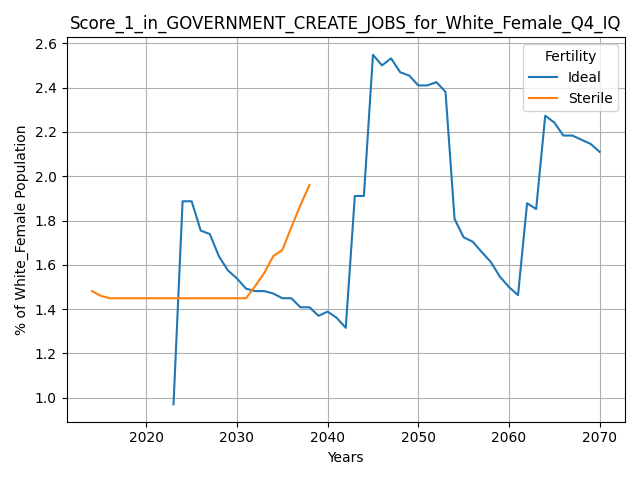 Score_1_in_GOVERNMENT_CREATE_JOBS_for_White_Female_Q4_IQ
Fertility
Ideal
Sterile
% of White_Female Population
2.6
2.4
2.2
2.0
1.8
1.6
1.4
1.2
1.0
2020 2030 2040 2050 2060 2070
Years